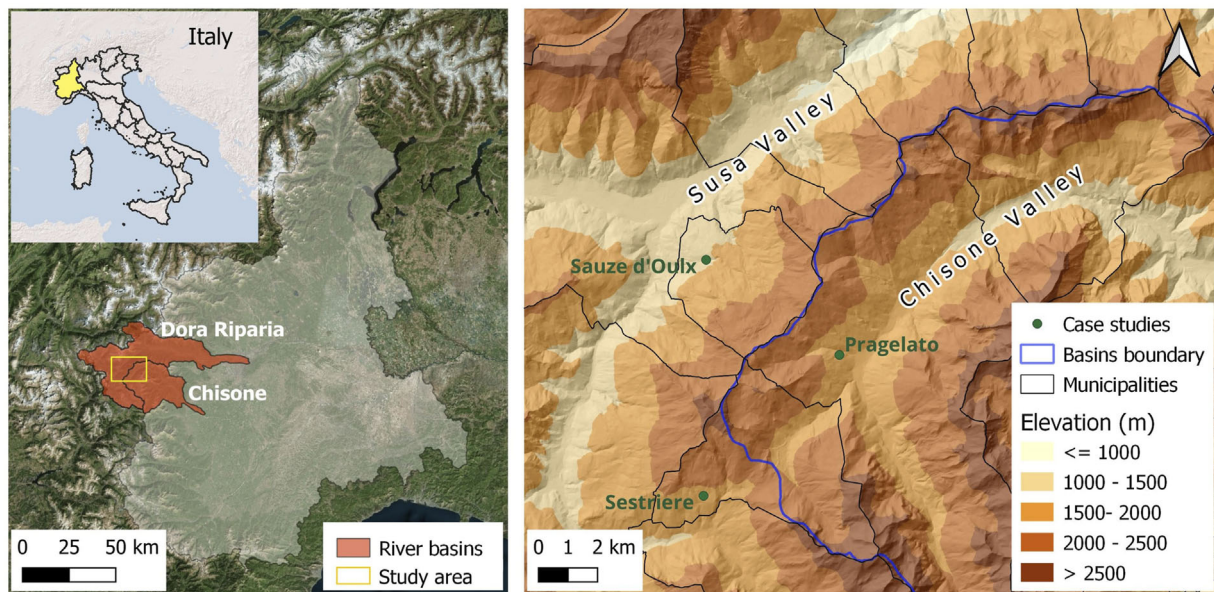 Italy
Dora Riparia
Chisone
0 25 50 km
River basins
Study area
Susa Valley
Chisone Valley
Sauze d'Oulx
Pragelato
Sestriere
0 1 2 km
Case studies
Basins boundary
Municipalities
Elevation (m)
<= 1000
1000 - 1500
1500- 2000
2000 - 2500
> 2500